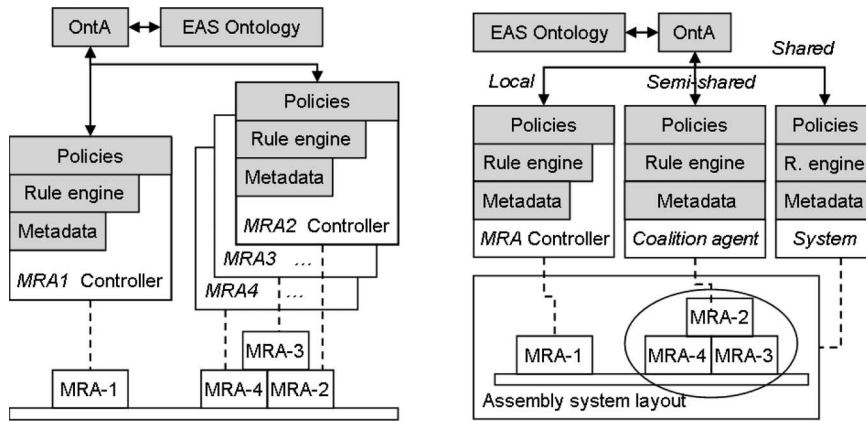 OntA
EAS Ontology
Policies
Rule engine
Metadata
MRA2 Controller
MRA3 ...
MRA4 ...
Policies
Rule engine
Metadata
MRA1 Controller
MRA-3
MRA-1
MRA-4
MRA-2
EAS Ontology
OntA
Shared
Local
Semi-shared
Policies
Rule engine
Metadata
MRA Controller
Policies
Rule engine
Metadata
Coalition agent
Policies
R. engine
Metadata
System
MRA-2
MRA-1
MRA-4
MRA-3
Assembly system layout